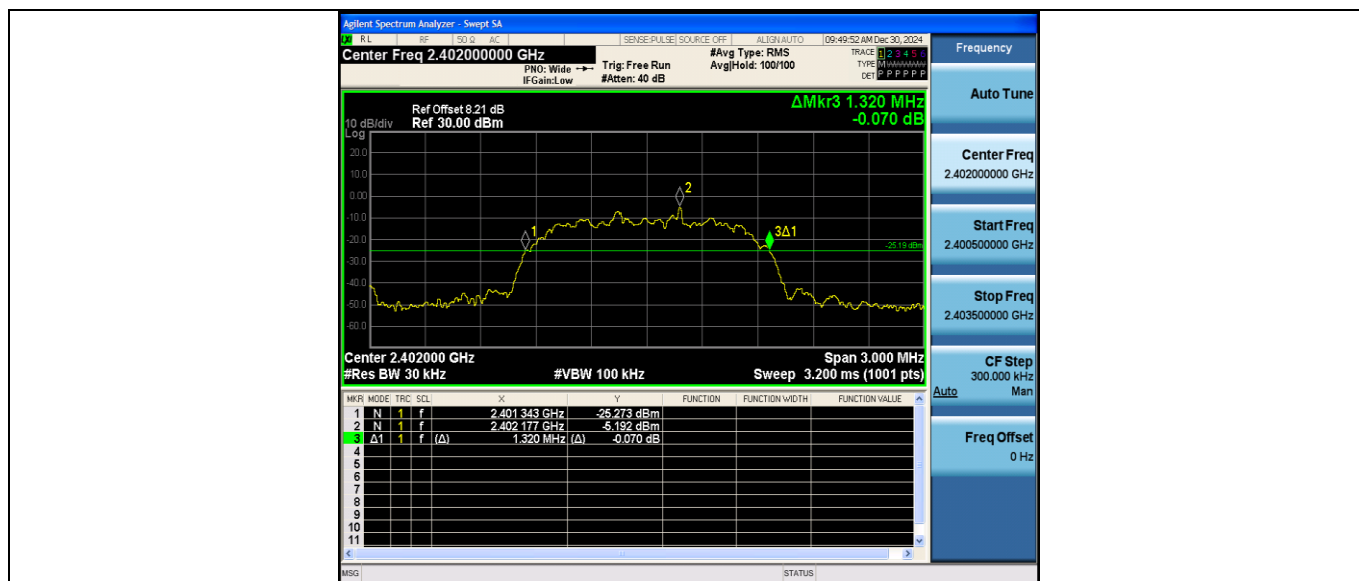 Agilent Spectrum Analyzer - Swept SA
RL RF 50 Ω AC SENSE:PULSE SOURCE OFF ALIGN AUTO 09:49:52 AM Dec 30, 2024
Center Freq 2.402000000 GHz
PNO: Wide
IFGain:Low
Trig: Free Run
#Atten: 40 dB
#Avg Type: RMS
Avg|Hold: 100/100
TRACE 1 2 3 4 5 6
TYPE M
DET P P P P P P
ΔMkr3 1.320 MHz
-0.070 dB
Ref Offset 8.21 dB
10 dB/div Ref 30.00 dBm
Log
20.0
10.0
0.00
-10.0
-20.0
-30.0
-40.0
-50.0
-60.0
1
2
3Δ1
-25.19 dBm
Center 2.402000 GHz Span 3.000 MHz
#Res BW 30 kHz #VBW 100 kHz Sweep 3.200 ms (1001 pts)
MKR MODE TRC SCL X Y FUNCTION FUNCTION WIDTH FUNCTION VALUE
1 N 1 f 2.401 343 GHz -25.273 dBm
2 N 1 f 2.402 177 GHz -5.192 dBm
3 Δ1 1 f (Δ) 1.320 MHz (Δ) -0.070 dB
4
5
6
7
8
9
10
11
MSG STATUS
Frequency
Auto Tune
Center Freq
2.402000000 GHz
Start Freq
2.400500000 GHz
Stop Freq
2.403500000 GHz
CF Step
300.000 kHz
Auto Man
Freq Offset
0 Hz